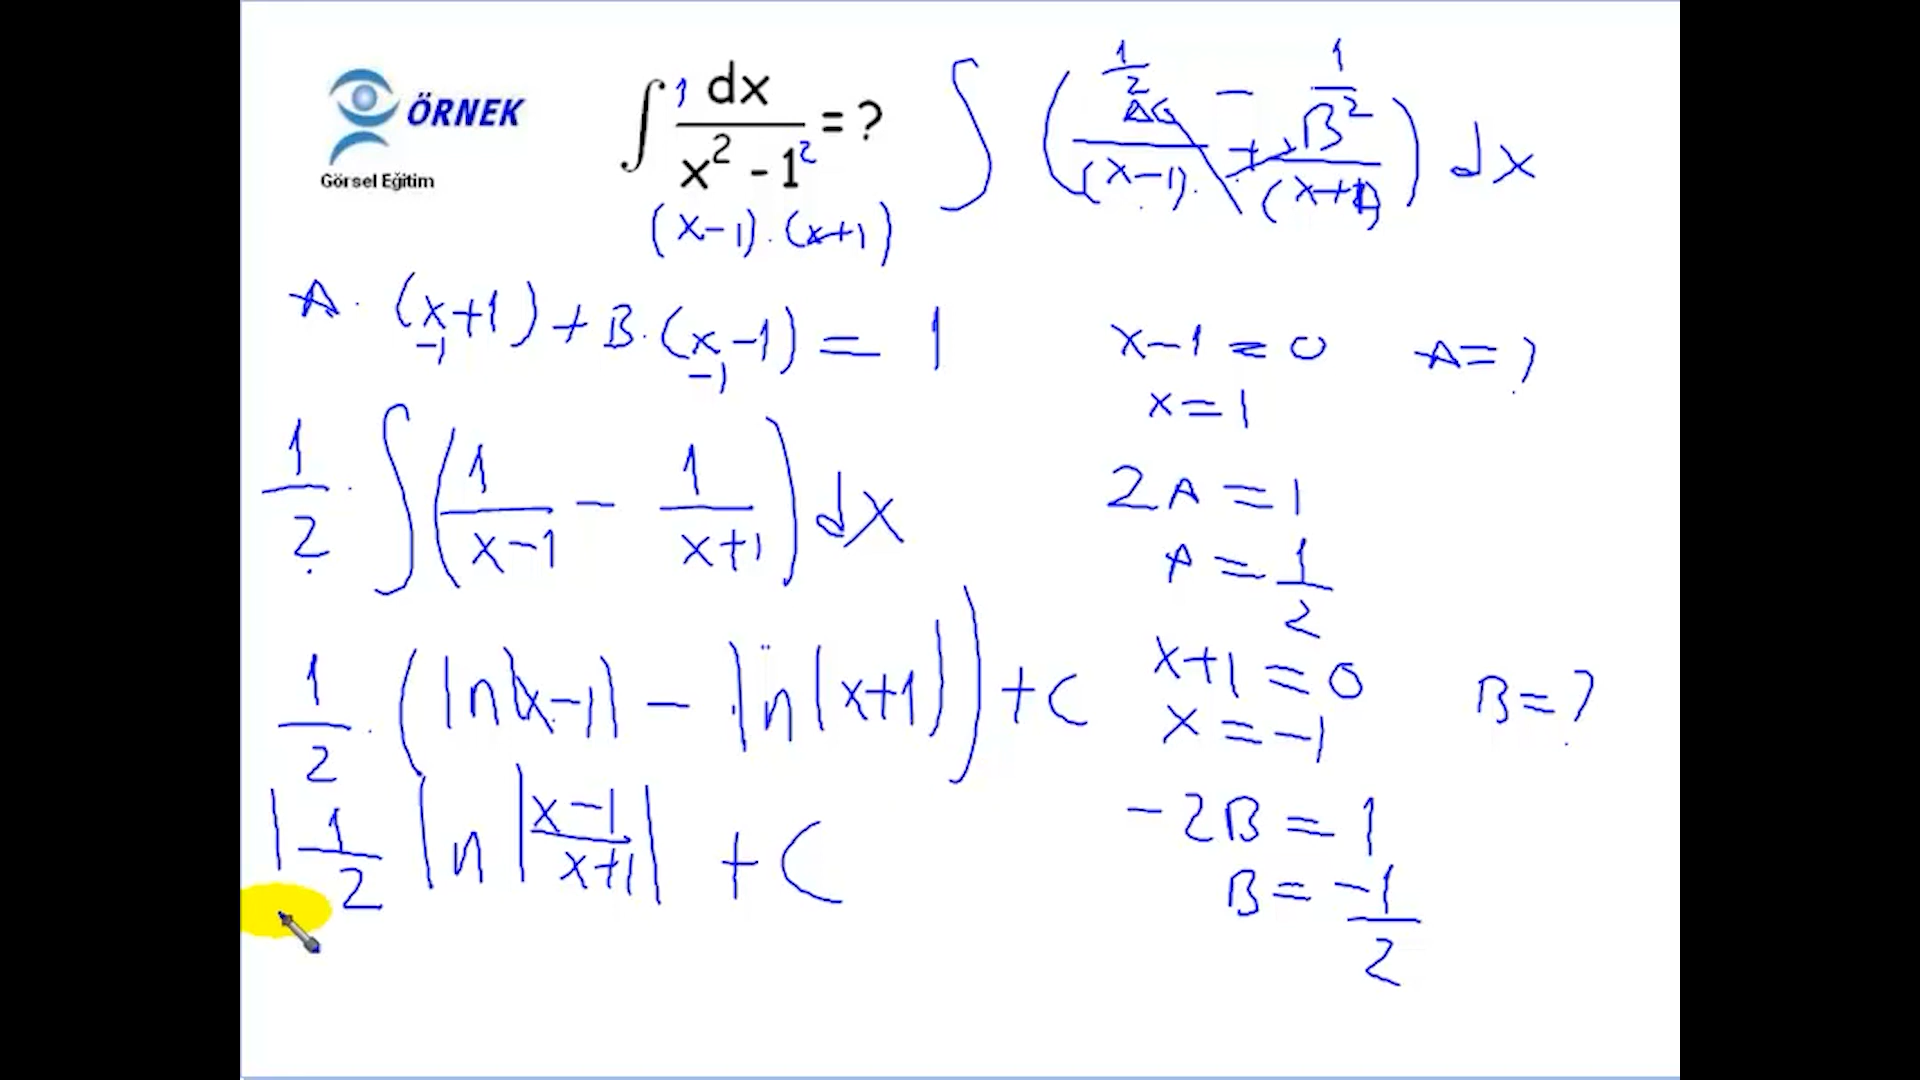 ÖRNEK
Görsel Eğitim
∫ 1 dx / (x² - 1²) = ?
(x-1).(x+1)
∫ ( 1/2 / (x-1) - 1/2 / (x+1) ) dx
A.(x+1) + B.(x-1) = 1
-1 -1
x-1 = 0 A = ?
x = 1
2A = 1
A = 1/2
x+1 = 0 B = ?
x = -1
-2B = 1
B = -1/2
1/2 . ∫ ( 1/(x-1) - 1/(x+1) ) dx
1/2 . ( ln|x-1| - ln|x+1| ) + C
1/2 ln| (x-1)/(x+1) | + C